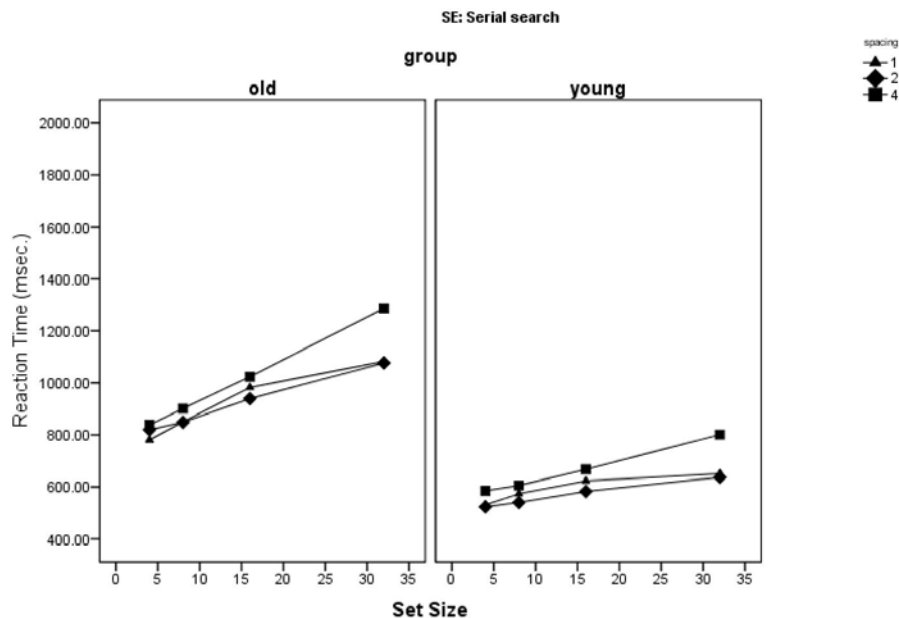 SE: Serial search
group
old
young
spacing
1
2
4
Reaction Time (msec.)
2000.00
1800.00
1600.00
1400.00
1200.00
1000.00
800.00
600.00
400.00
0 5 10 15 20 25 30 35
0 5 10 15 20 25 30 35
Set Size